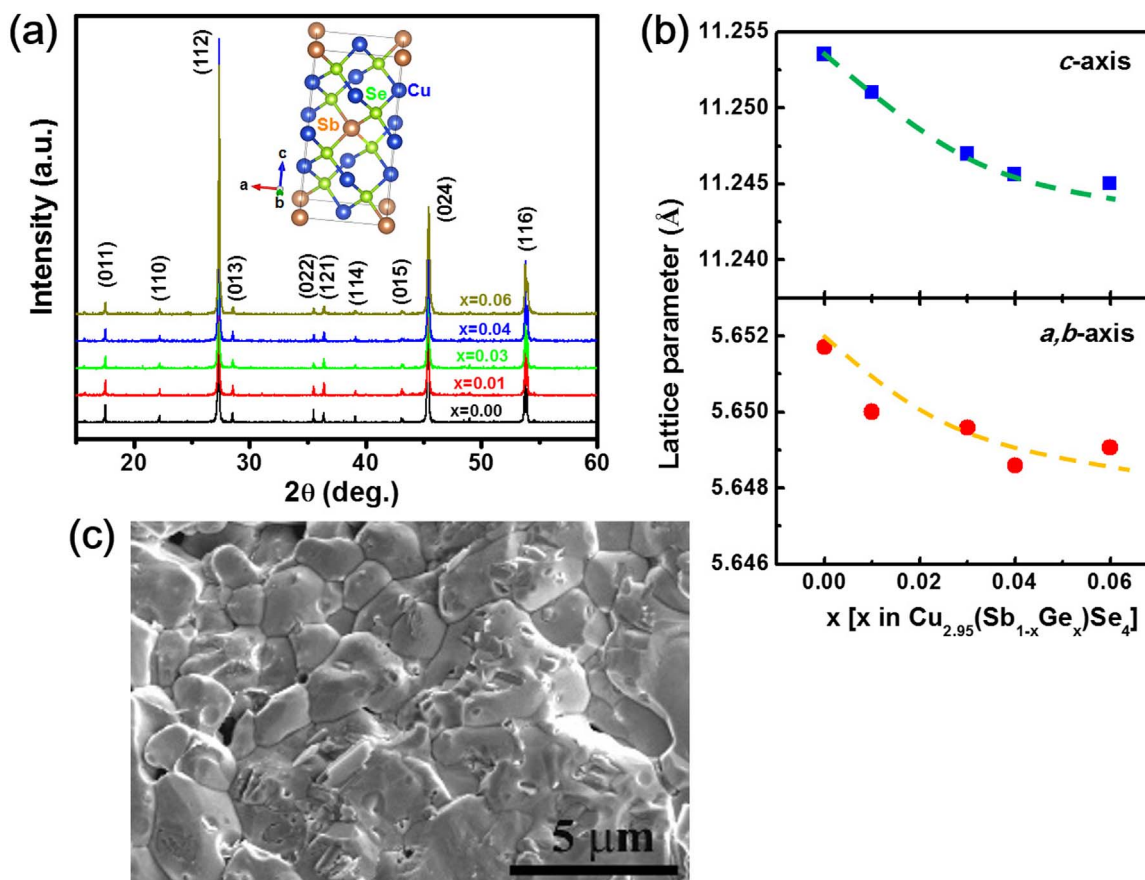 (a)
Intensity (a.u.)
(011)
(110)
(112)
(013)
(022)
(121)
(114)
(015)
(024)
(116)
Se
Cu
Sb
c
a
b
x=0.06
x=0.04
x=0.03
x=0.01
x=0.00
20 30 40 50 60
2θ (deg.)
(b)
Lattice parameter (Å)
11.255
11.250
11.245
11.240
c-axis
5.652
5.650
5.648
5.646
a,b-axis
0.00 0.02 0.04 0.06
x [x in Cu₂.₉₅(Sb₁₋ₓGeₓ)Se₄]
(c)
5 μm